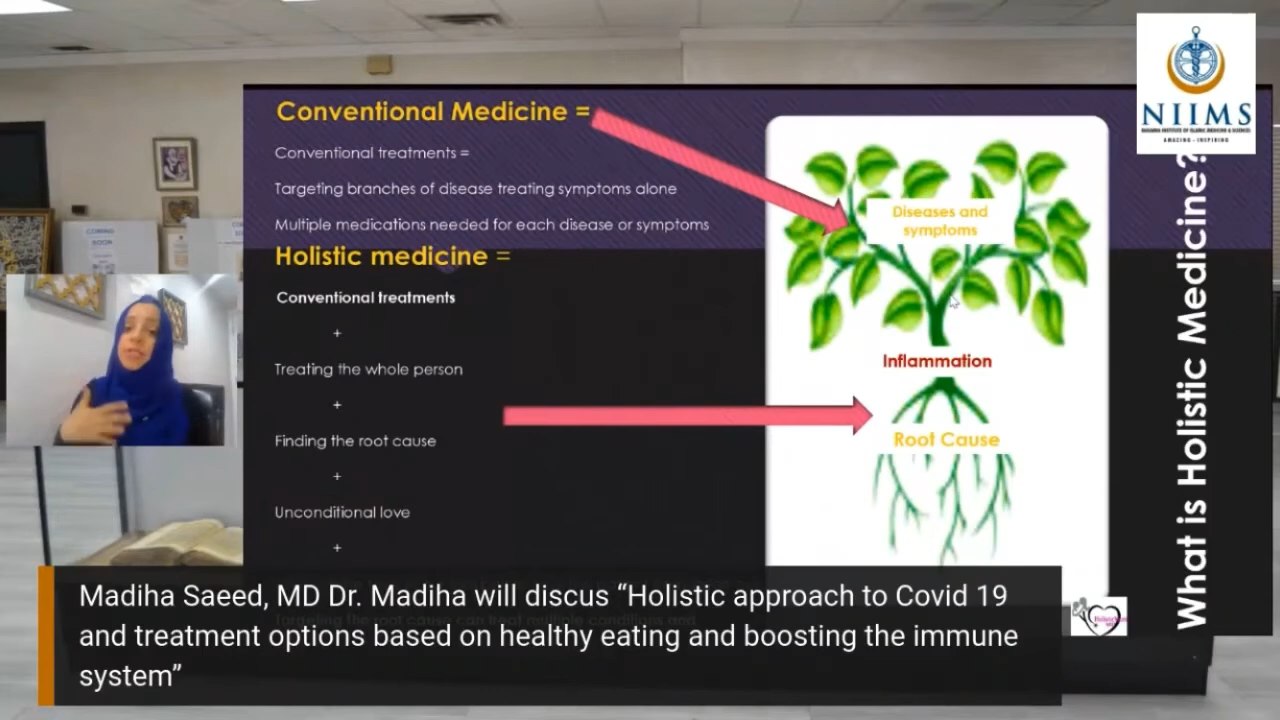 Conventional Medicine =
Conventional treatments =
Targeting branches of disease treating symptoms alone
Multiple medications needed for each disease or symptoms
Holistic medicine =
Conventional treatments
+
Treating the whole person
+
Finding the root cause
+
Unconditional love
+
Diseases and
symptoms
Inflammation
Root Cause
What is Holistic Medicine?
NIIMS
AMAZING - INSPIRING
COMING
SOON
Madiha Saeed, MD Dr. Madiha will discus “Holistic approach to Covid 19
and treatment options based on healthy eating and boosting the immune
system”